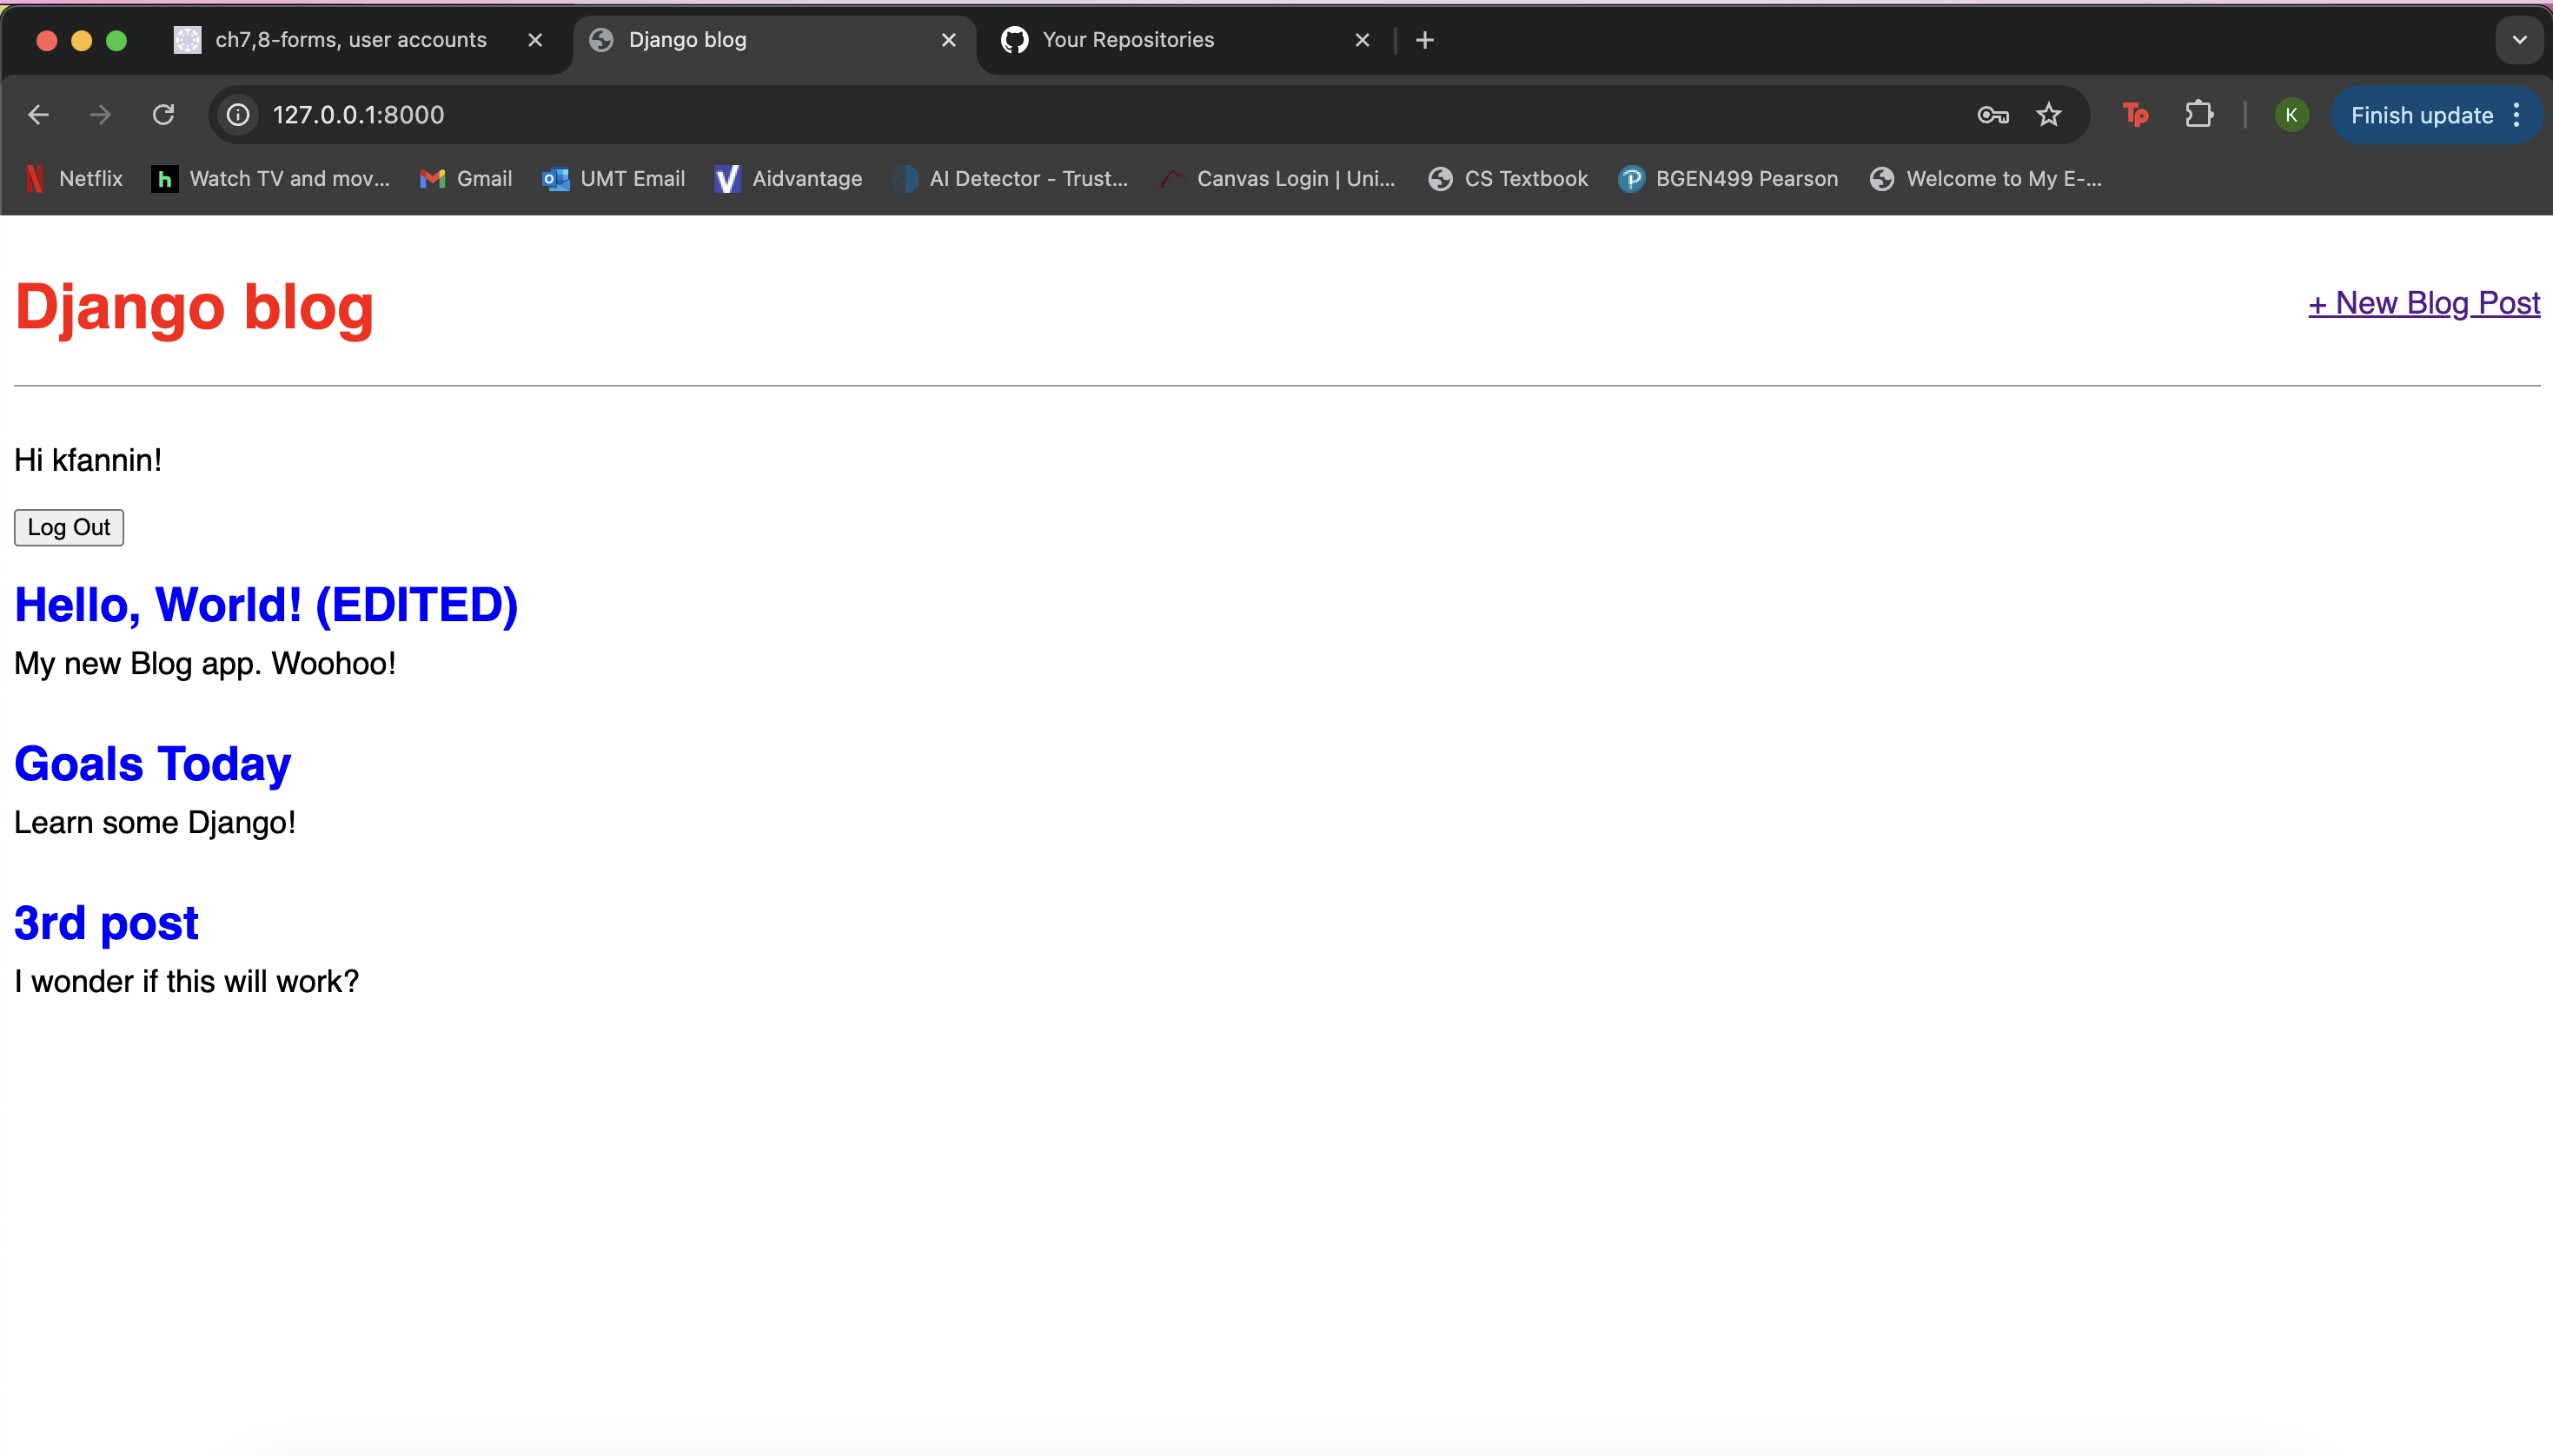 ch7,8-forms, user accounts
Django blog
Your Repositories
127.0.0.1:8000
Tp
K
Finish update
Netflix
h
Watch TV and mov...
Gmail
UMT Email
V
Aidvantage
AI Detector - Trust...
Canvas Login | Uni...
CS Textbook
BGEN499 Pearson
Welcome to My E-...
Django blog
+ New Blog Post
Hi kfannin!
Log Out
Hello, World! (EDITED)
My new Blog app. Woohoo!
Goals Today
Learn some Django!
3rd post
I wonder if this will work?